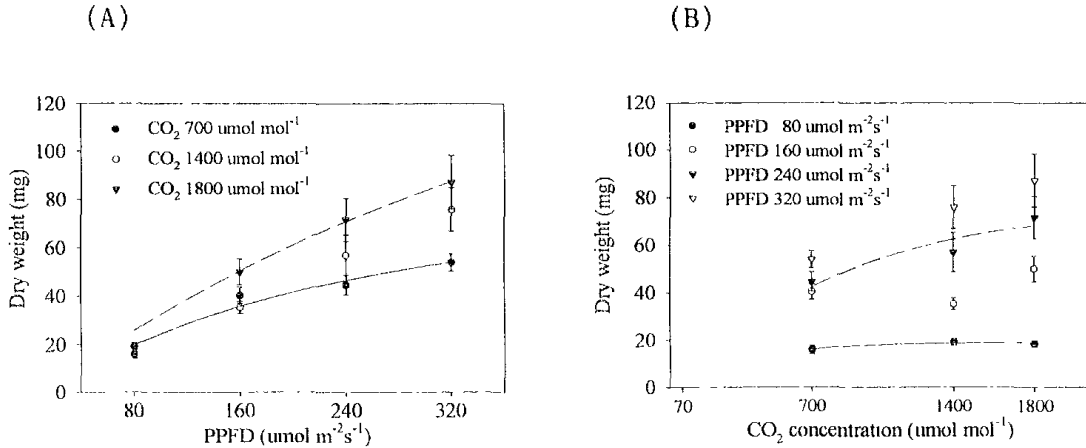 (A)
(B)
120
100
80
60
40
20
0
Dry weight (mg)
CO₂ 700 umol mol⁻¹
CO₂ 1400 umol mol⁻¹
CO₂ 1800 umol mol⁻¹
80 160 240 320
PPFD (umol m⁻²s⁻¹)
120
100
80
60
40
20
0
Dry weight (mg)
PPFD 80 umol m⁻²s⁻¹
PPFD 160 umol m⁻²s⁻¹
PPFD 240 umol m⁻²s⁻¹
PPFD 320 umol m⁻²s⁻¹
70 700 1400 1800
CO₂ concentration (umol mol⁻¹)